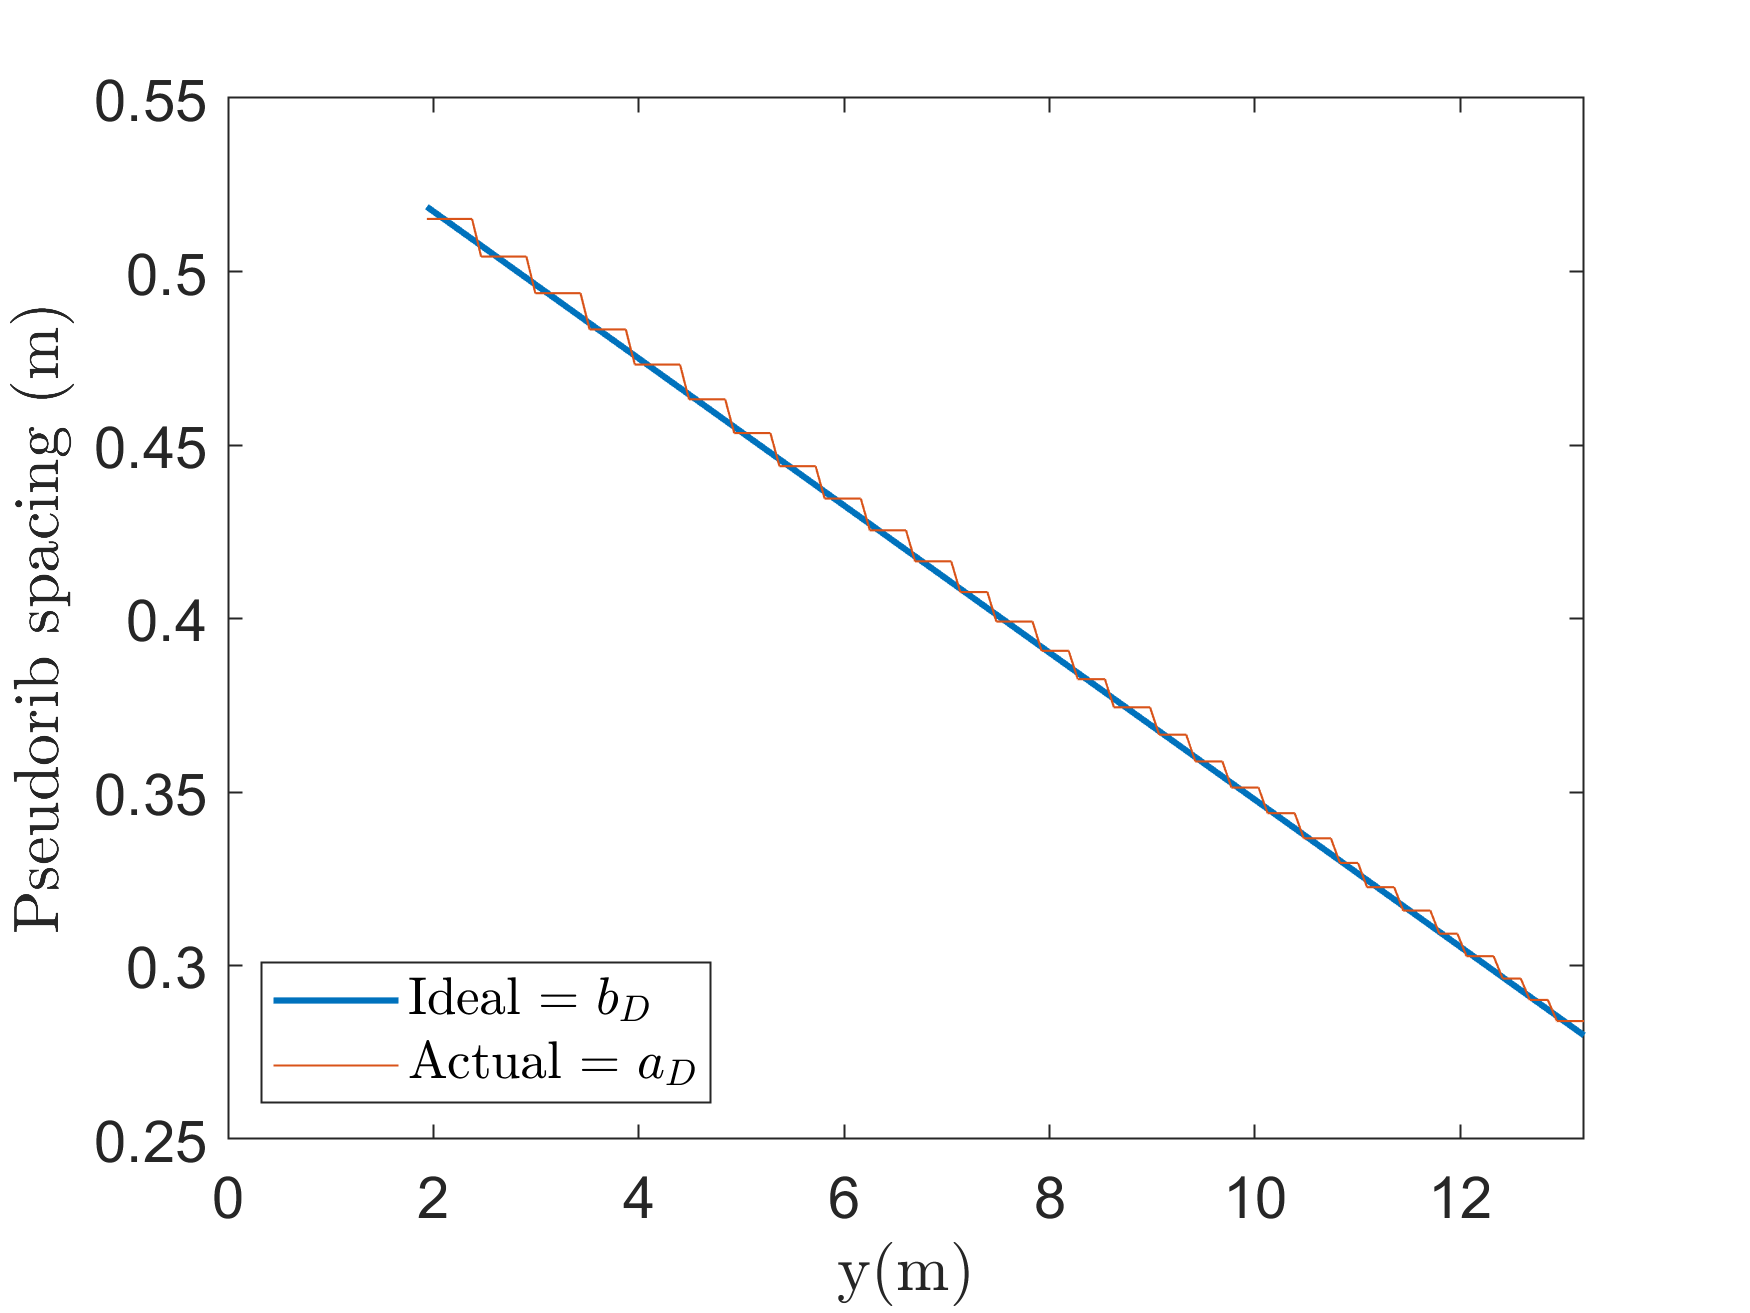 Pseudorib spacing (m)
0.55
0.5
0.45
0.4
0.35
0.3
0.25
0 2 4 6 8 10 12
y(m)
Ideal = b_D
Actual = a_D